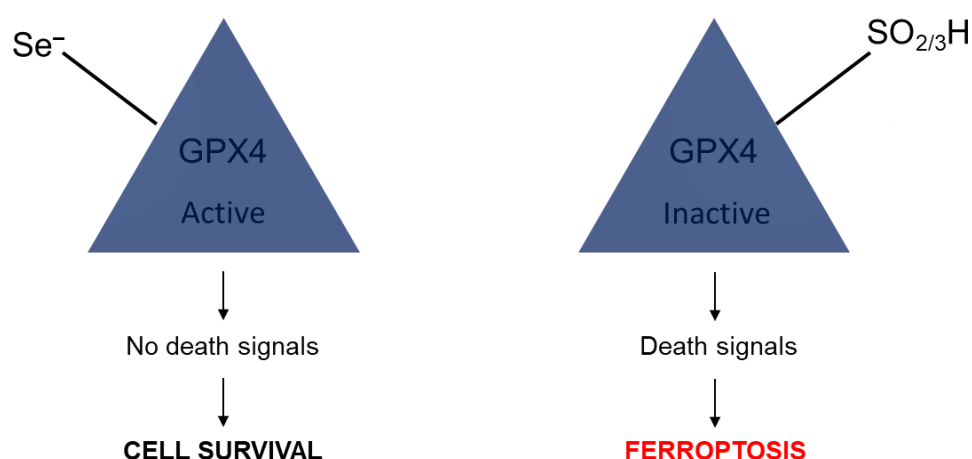 Se⁻
SO₂/₃H
GPX4
Active
GPX4
Inactive
No death signals
Death signals
CELL SURVIVAL
FERROPTOSIS